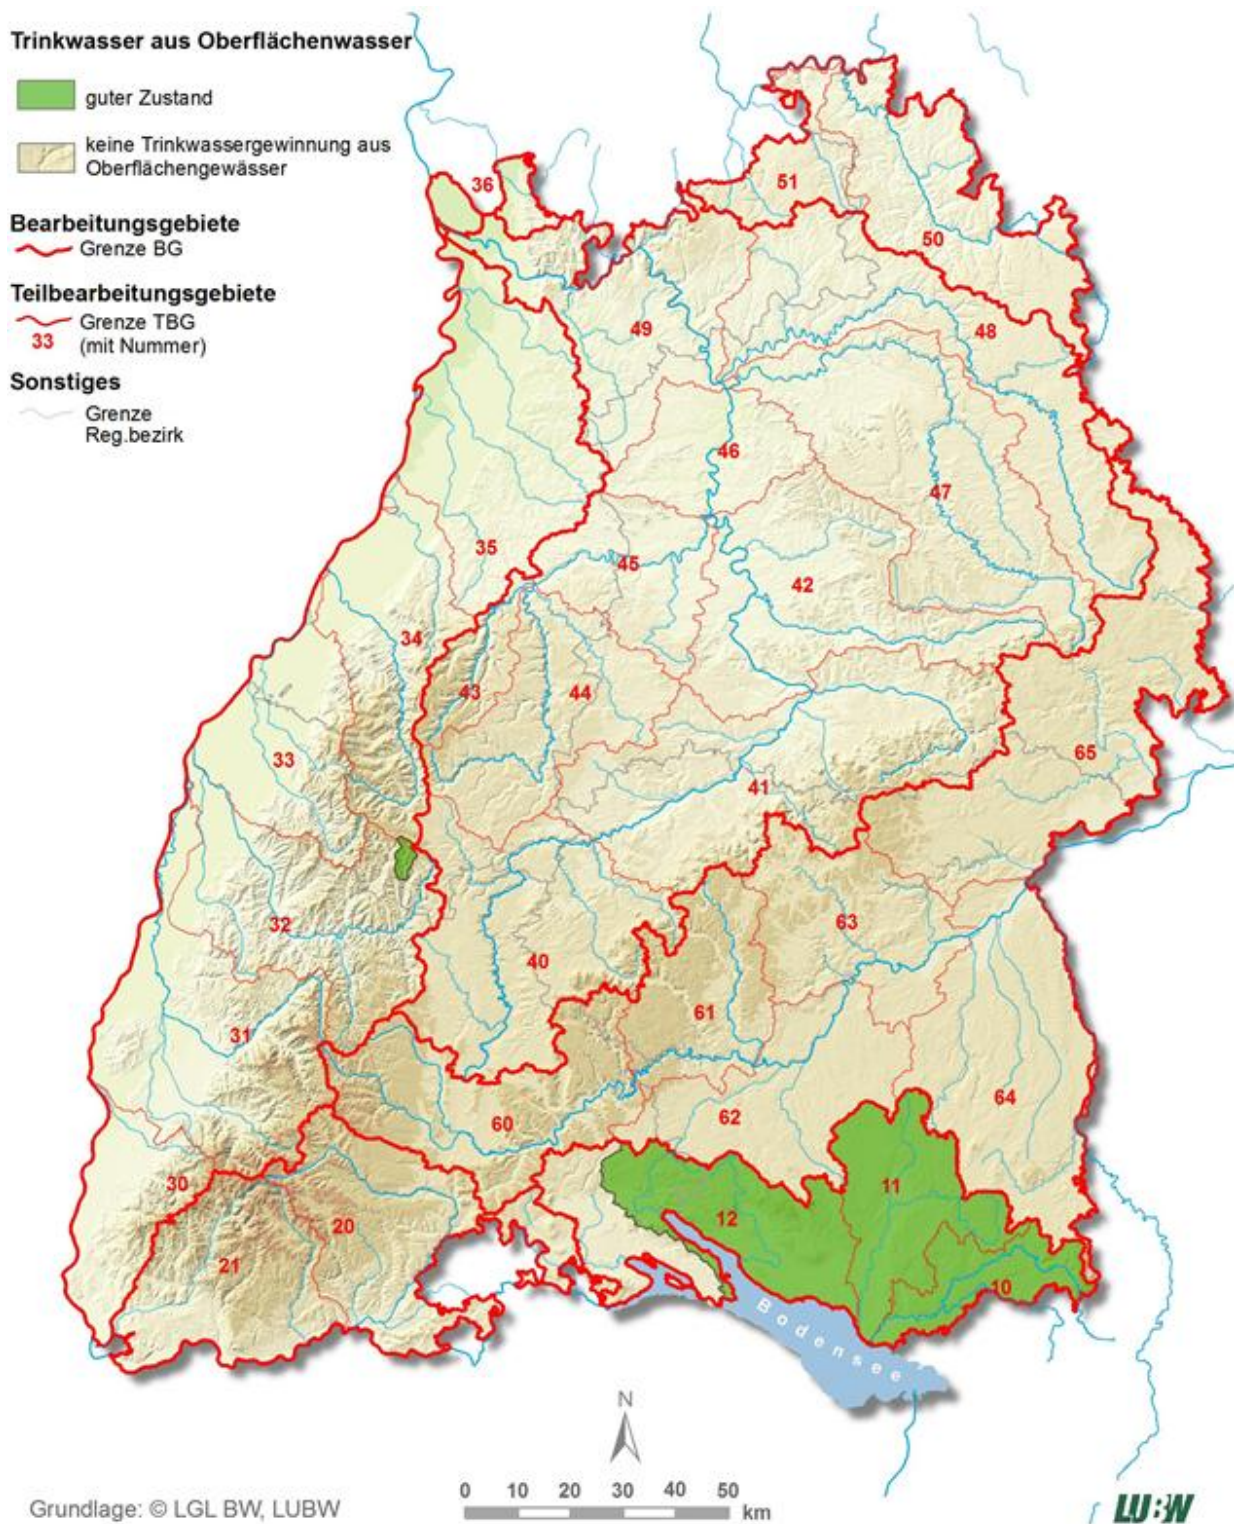 Trinkwasser aus Oberflächenwasser
guter Zustand
keine Trinkwassergewinnung aus
Oberflächengewässer
Bearbeitungsgebiete
Grenze BG
Teilbearbeitungsgebiete
Grenze TBG
33 (mit Nummer)
Sonstiges
Grenze
Reg.bezirk
36
51
50
49
48
46
47
35
45
42
34
43
44
33
65
41
32
63
40
61
31
64
60
62
30
11
20
12
21
10
Bodensee
N
0 10 20 30 40 50
km
Grundlage: © LGL BW, LUBW
LUBW